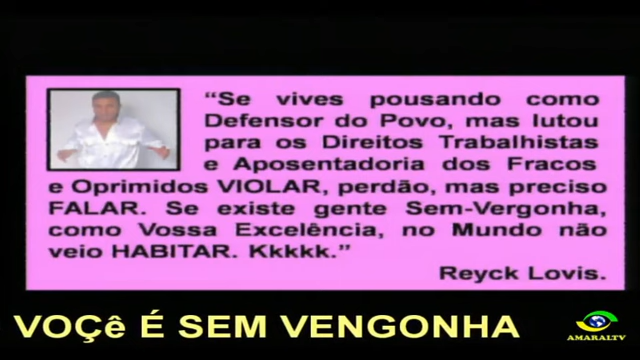 “Se vives pousando como
Defensor do Povo, mas lutou
para os Direitos Trabalhistas
e Aposentadoria dos Fracos
e Oprimidos VIOLAR, perdão, mas preciso
FALAR. Se existe gente Sem-Vergonha,
como Vossa Excelência, no Mundo não
veio HABITAR. Kkkkk.”
Reyck Lovis.
VOÇê É SEM VENGONHA
AMARALTV